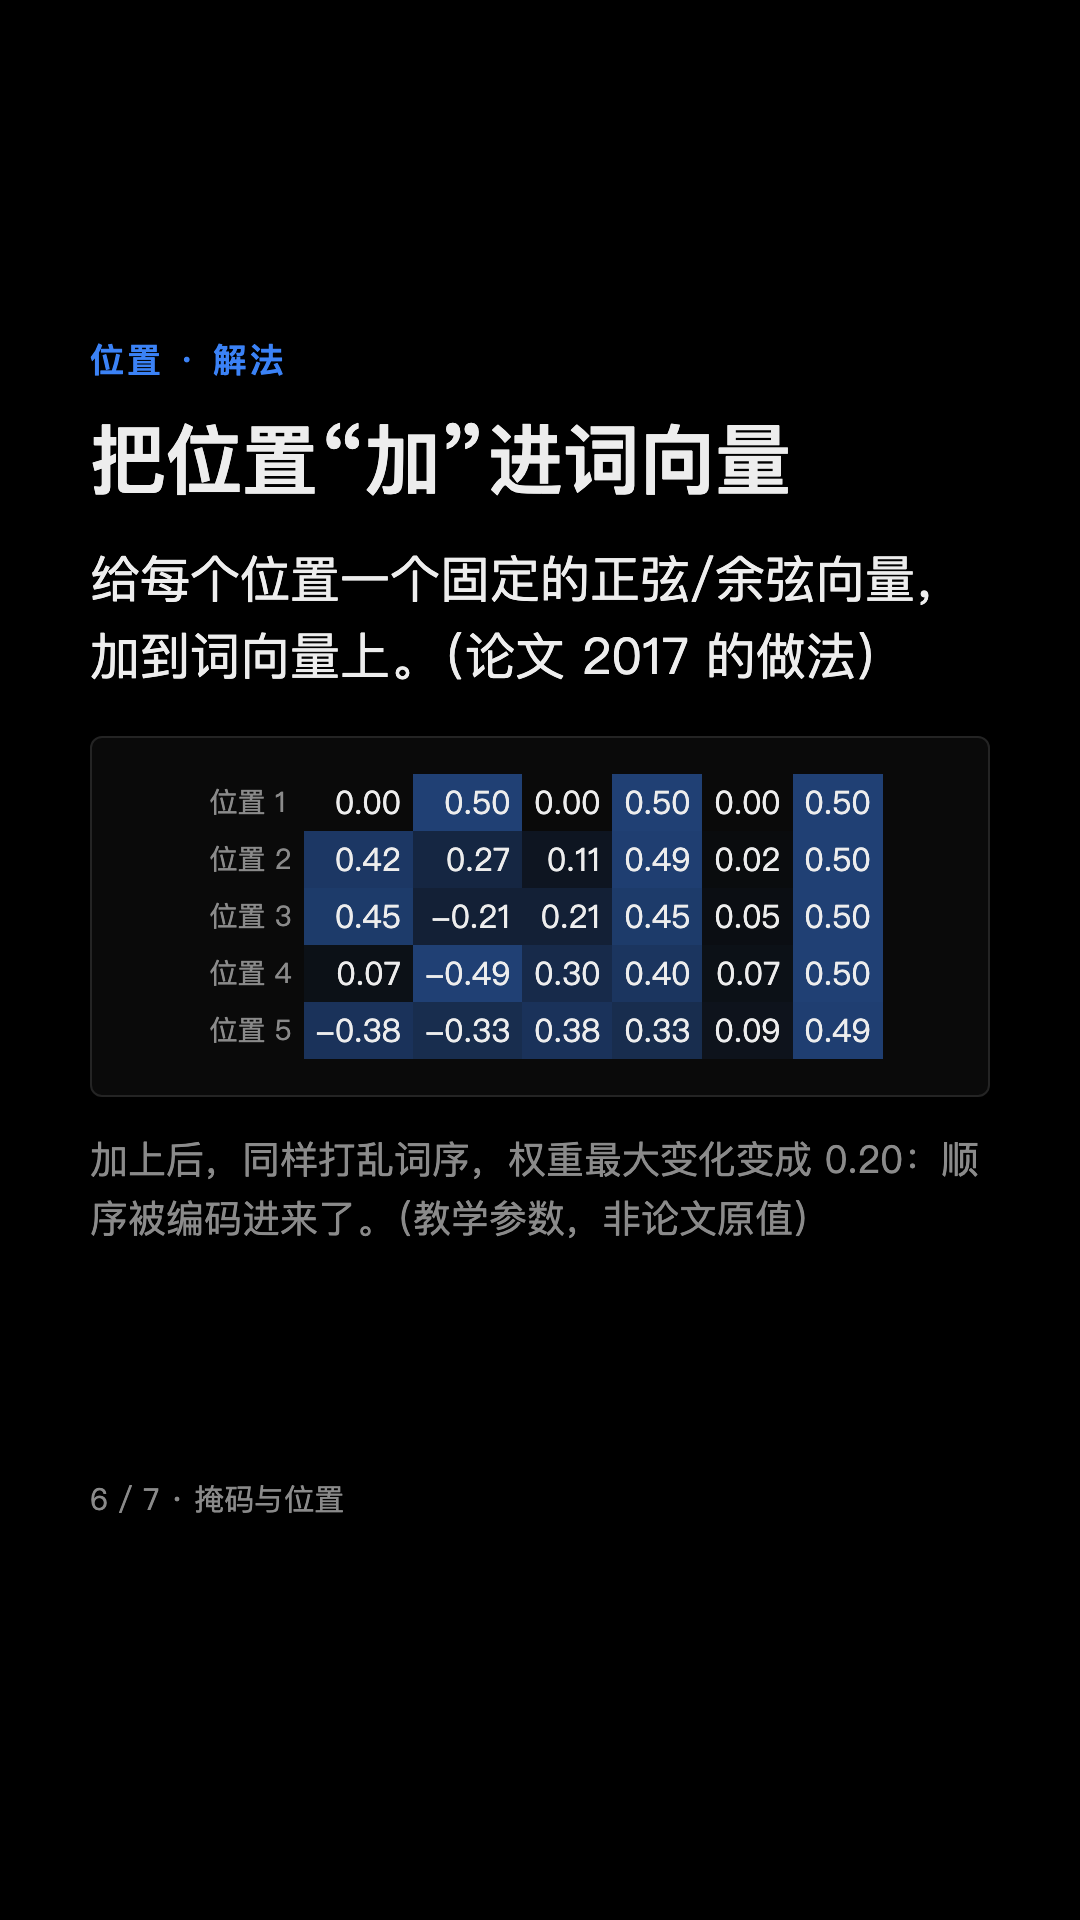 位置 · 解法
把位置“加”进词向量
给每个位置一个固定的正弦/余弦向量，
加到词向量上。（论文 2017 的做法）
位置 1 0.00 0.50 0.00 0.50 0.00 0.50
位置 2 0.42 0.27 0.11 0.49 0.02 0.50
位置 3 0.45 −0.21 0.21 0.45 0.05 0.50
位置 4 0.07 −0.49 0.30 0.40 0.07 0.50
位置 5 −0.38 −0.33 0.38 0.33 0.09 0.49
加上后，同样打乱词序，权重最大变化变成 0.20：顺
序被编码进来了。（教学参数，非论文原值）
6 / 7 · 掩码与位置